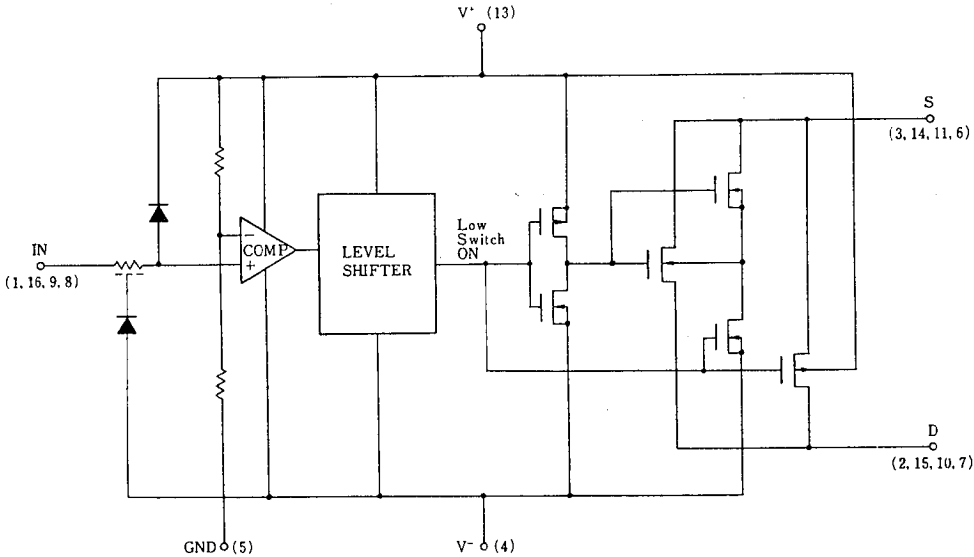 V⁺ (13)
S
(3, 14, 11, 6)
IN
(1, 16, 9, 8)
−
COMP
+
LEVEL
SHIFTER
Low
Switch
ON
D
(2, 15, 10, 7)
GND (5)
V⁻ (4)